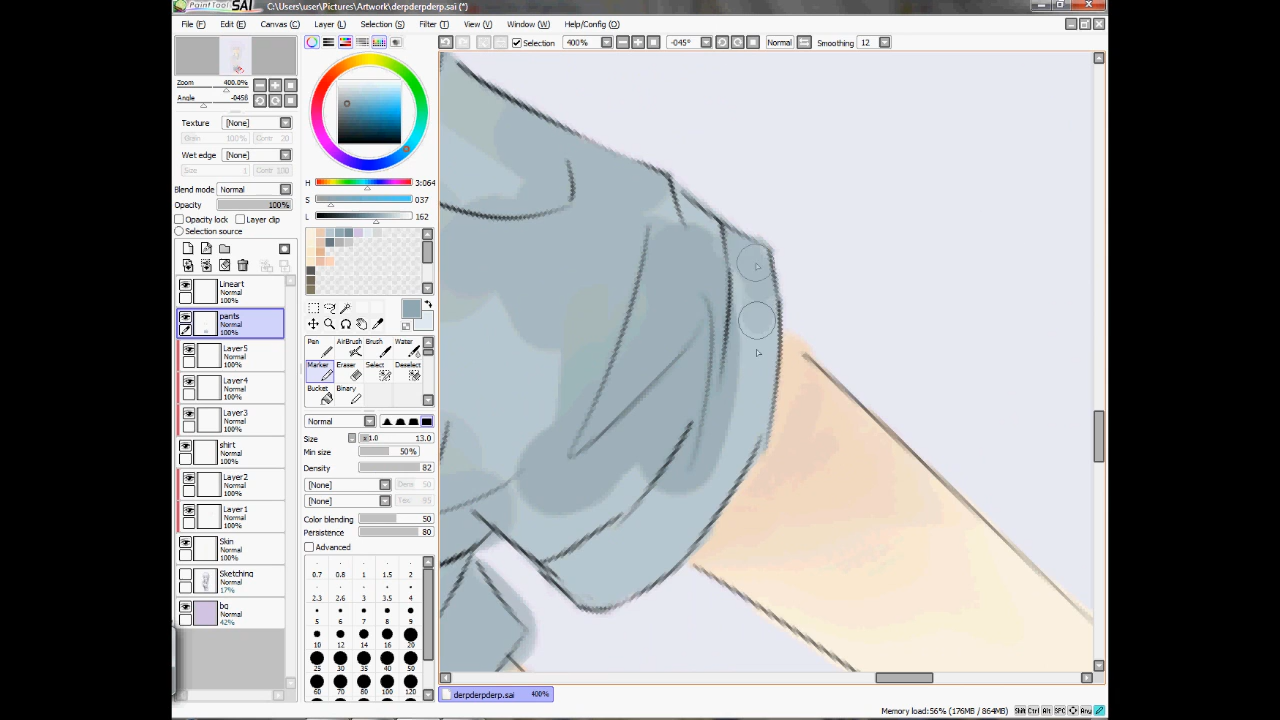 PaintTool SAI C:\Users\user\Pictures\Artwork\derpderpderp.sai (*)
File (F) Edit (E) Canvas (C) Layer (L) Selection (S) Filter (T) View (V) Window (W) Help/Config (O)
Selection 400% -045° Normal Smoothing 12
Zoom 400.0%
Angle -045°
Texture [None]
100% 20
Wet edge [None]
Size 1 100
Blend mode Normal
Opacity 100%
Opacity lock Layer clip
Selection source
Lineart
Normal
100%
pants
Normal
100%
Layer5
Normal
100%
Layer4
Normal
100%
Layer3
Normal
100%
shirt
Normal
100%
Layer2
Normal
100%
Layer1
Normal
100%
Skin
Normal
100%
Sketching
Normal
17%
bg
Normal
42%
H 3:064
S 037
L 162
Pen AirBrush Brush Water
Marker Eraser Select Deselect
Bucket Binary
Normal
Size x1.0 13.0
Min size 50%
Density 82
[None] 50
[None] 95
Color blending 50
Persistence 80
Advanced
0.7 0.8 1 1.5 2
2.3 2.6 3 3.5 4
5 6 7 8 9
10 12 14 16 20
25 30 35 40 50
60 70 80 100 120
derpderpderp.sai 400%
Memory load: 56% (176MB / 864MB) Shift Ctrl Alt SPC Any